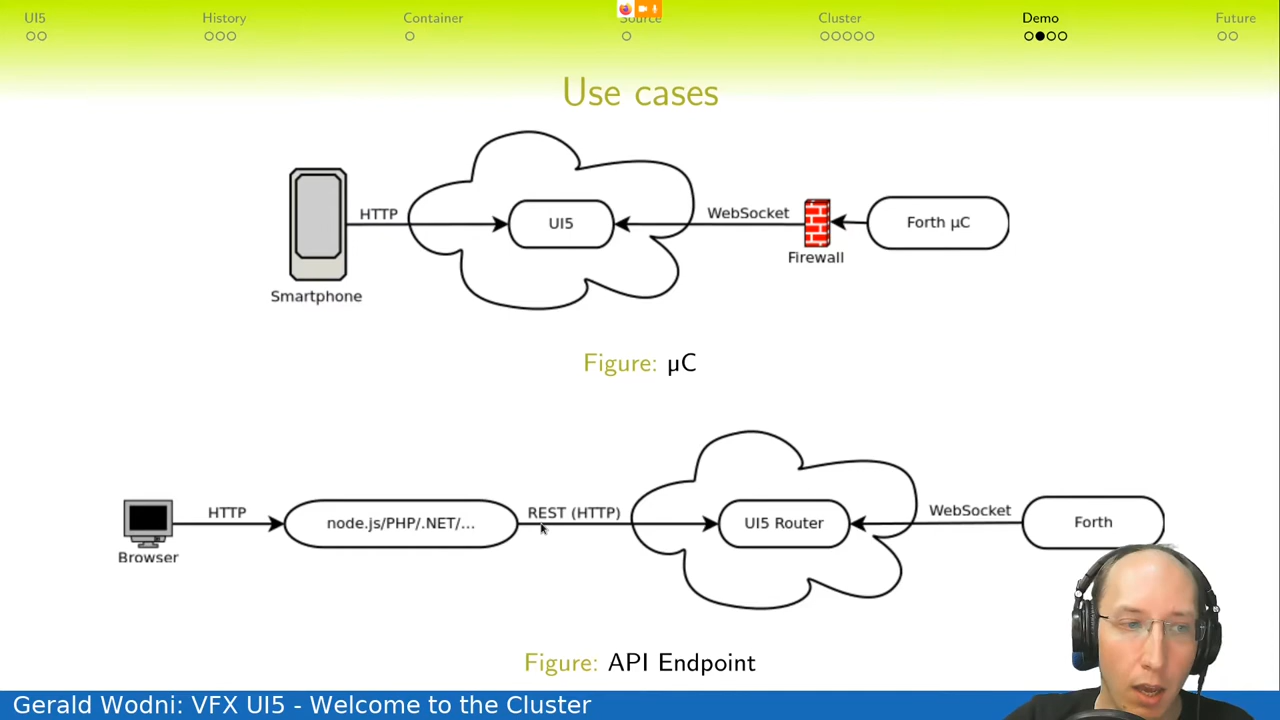 UI5 History Container Source Cluster Demo Future
Use cases
HTTP
UI5
WebSocket
Forth µC
Firewall
Smartphone
Figure: µC
HTTP
node.js/PHP/.NET/...
REST (HTTP)
UI5 Router
WebSocket
Forth
Browser
Figure: API Endpoint
Gerald Wodni: VFX UI5 - Welcome to the Cluster